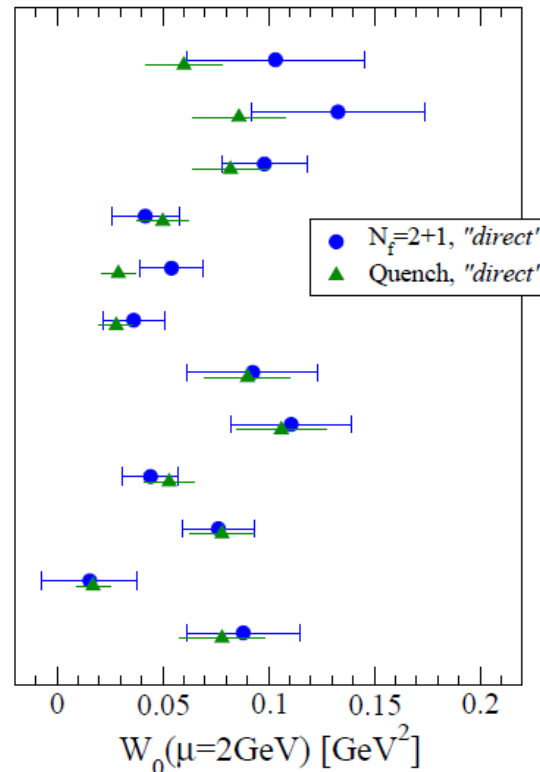 N_f=2+1, "direct"
Quench, "direct"
0 0.05 0.1 0.15 0.2
W_0(μ=2GeV) [GeV^2]